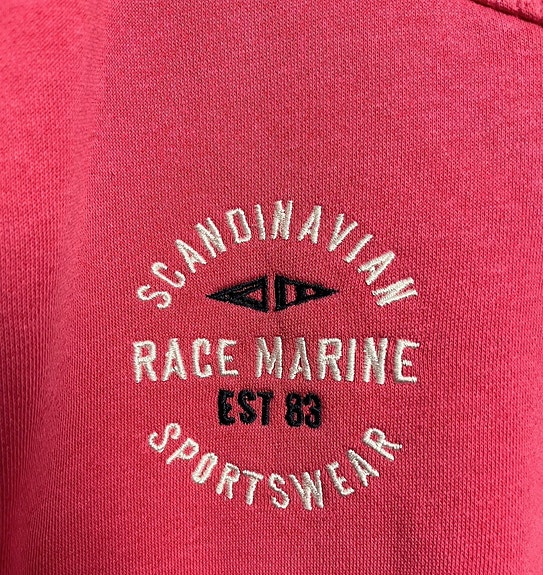 SCANDINAVIAN
RACE MARINE
EST 83
SPORTSWEAR